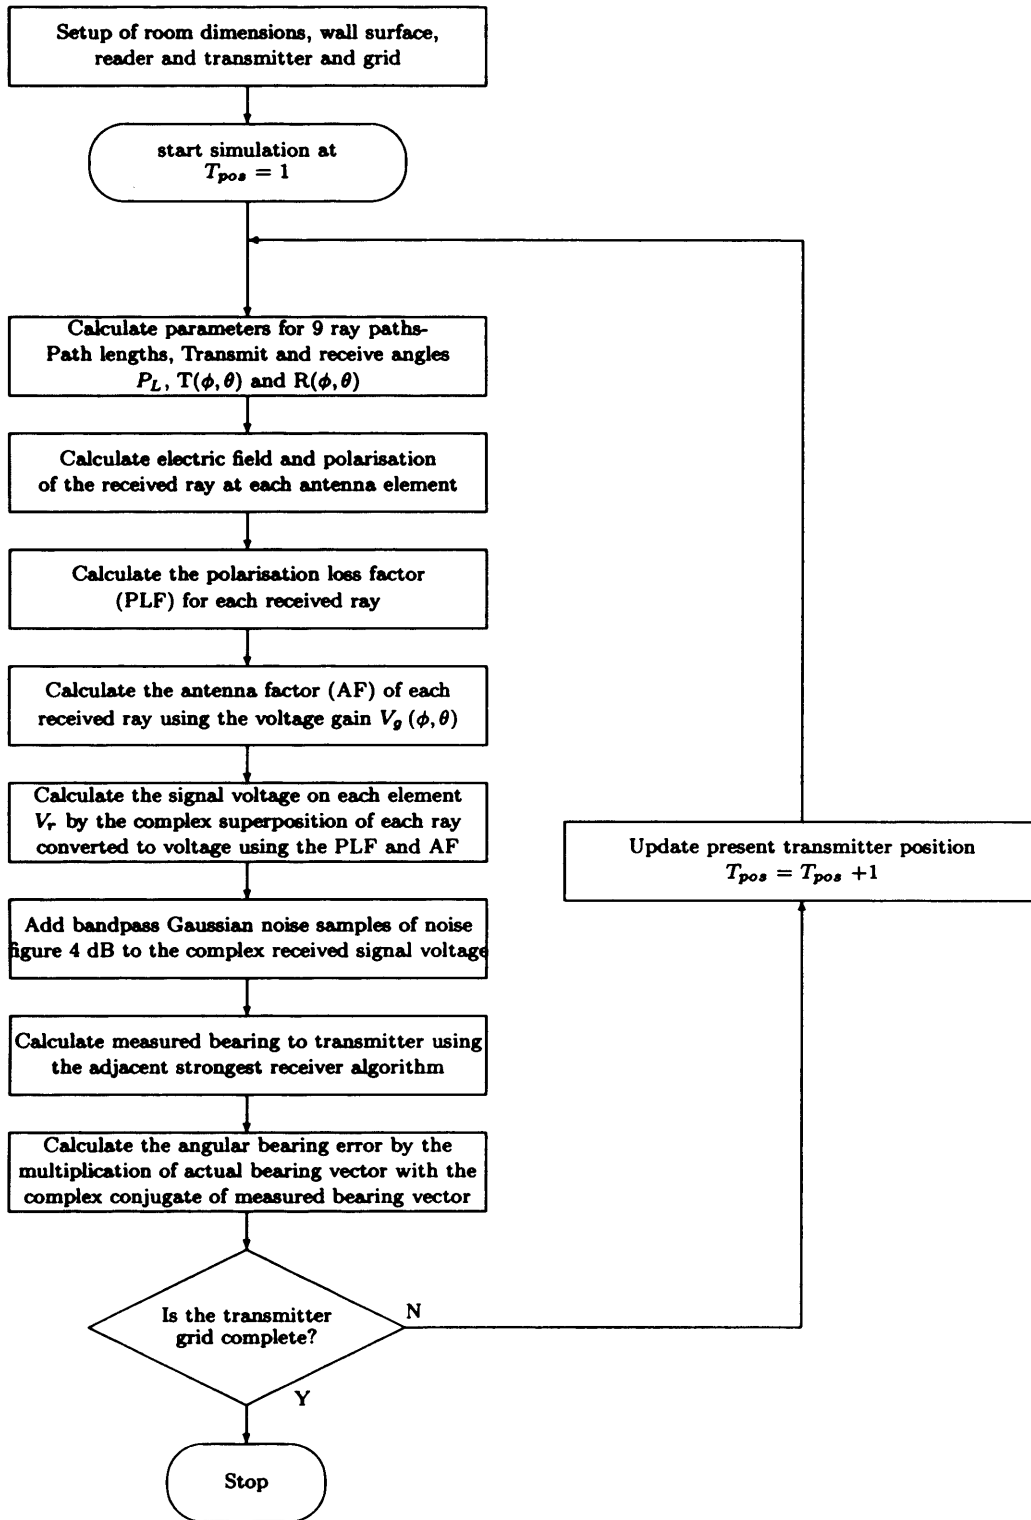 Setup of room dimensions, wall surface,
reader and transmitter and grid
start simulation at
T_{pos} = 1
Calculate parameters for 9 ray paths-
Path lengths, Transmit and receive angles
P_L, T(ϕ, θ) and R(ϕ, θ)
Calculate electric field and polarisation
of the received ray at each antenna element
Calculate the polarisation loss factor
(PLF) for each received ray
Calculate the antenna factor (AF) of each
received ray using the voltage gain V_g (ϕ, θ)
Calculate the signal voltage on each element
V_r by the complex superposition of each ray
converted to voltage using the PLF and AF
Update present transmitter position
T_{pos} = T_{pos} +1
Add bandpass Gaussian noise samples of noise
figure 4 dB to the complex received signal voltage
Calculate measured bearing to transmitter using
the adjacent strongest receiver algorithm
Calculate the angular bearing error by the
multiplication of actual bearing vector with the
complex conjugate of measured bearing vector
Is the transmitter
grid complete?
N
Y
Stop